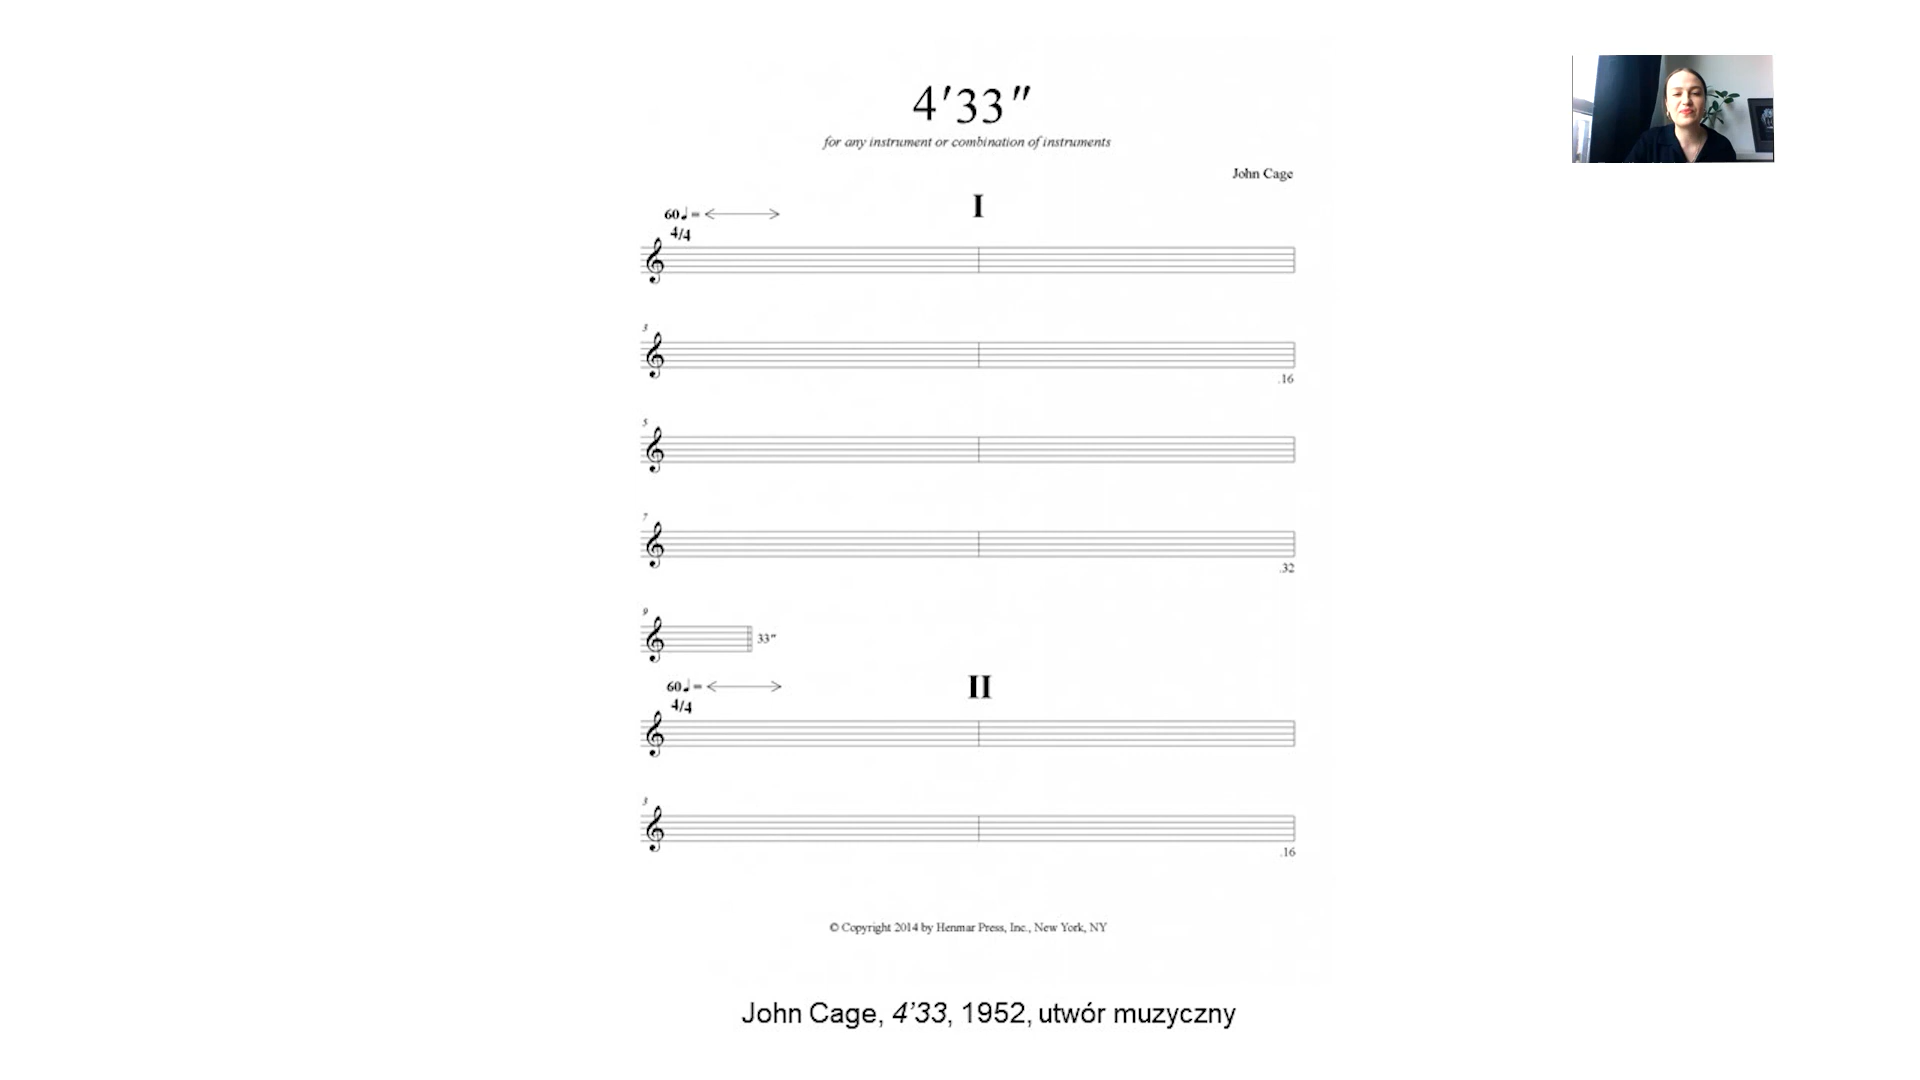 4′33″
for any instrument or combination of instruments
John Cage
I
60♩=
4/4
3
.16
5
7
.32
9
33″
II
60♩=
4/4
3
.16
© Copyright 2014 by Henmar Press, Inc., New York, NY
John Cage, 4’33, 1952, utwór muzyczny